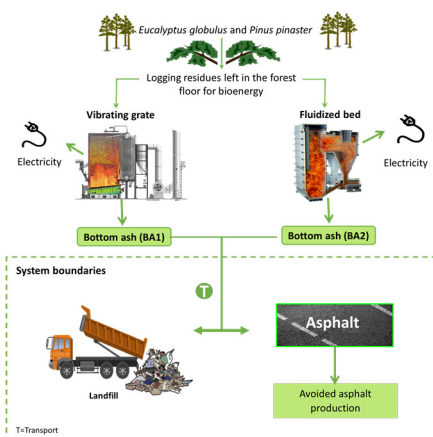 Eucalyptus globulus and Pinus pinaster
Logging residues left in the forest
floor for bioenergy
Vibrating grate
Fluidized bed
Electricity
Electricity
Bottom ash (BA1)
Bottom ash (BA2)
System boundaries
T
Asphalt
Landfill
Avoided asphalt
production
T=Transport